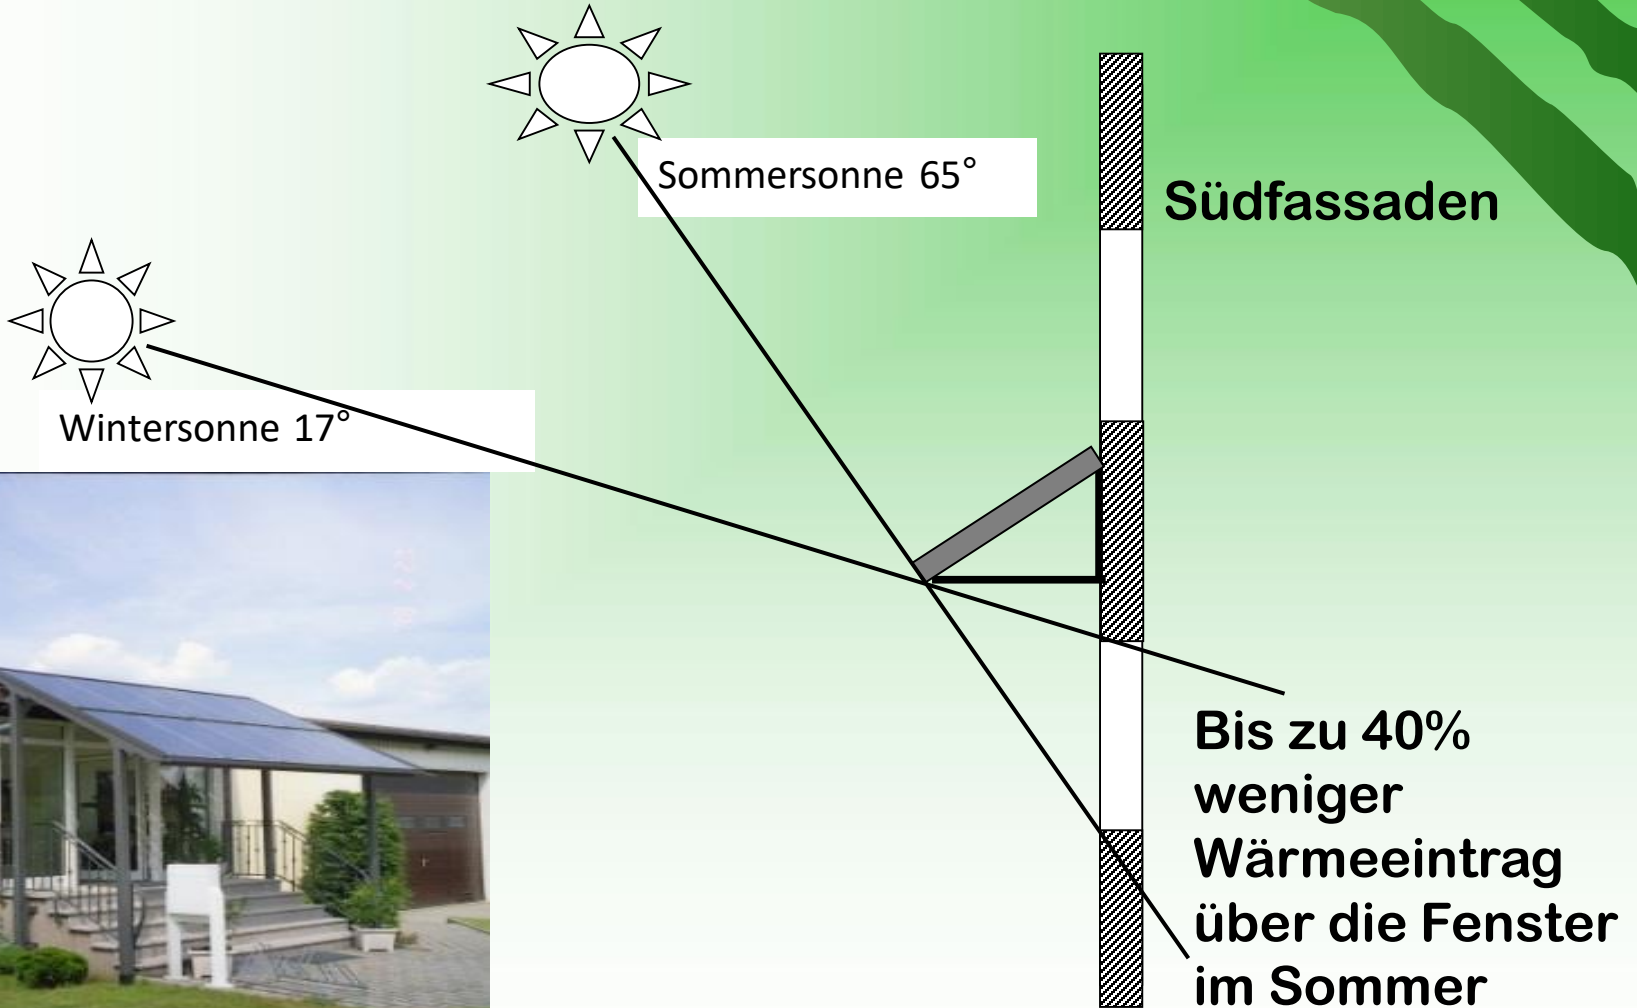 Sommersonne 65°
Südfassaden
Wintersonne 17°
Bis zu 40%
weniger
Wärmeeintrag
über die Fenster
im Sommer